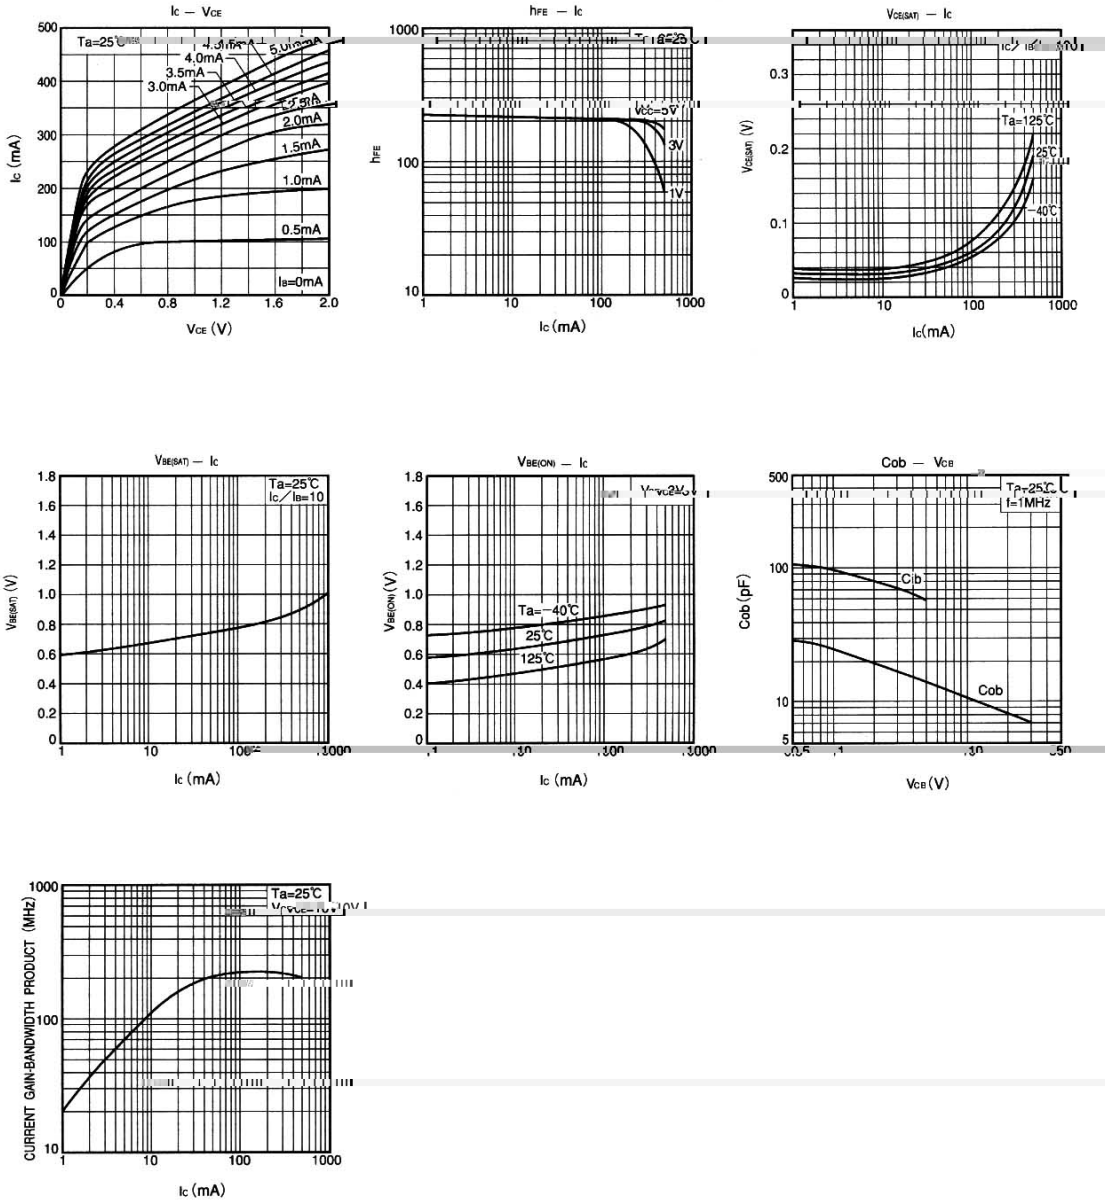 Ic – VCE
500
400
300
200
100
0
Ic (mA)
Ta=25℃
5.0mA
4.0mA
3.5mA
3.0mA
2.0mA
1.5mA
1.0mA
0.5mA
IB=0mA
0 0.4 0.8 1.2 1.6 2.0
VCE (V)
hFE – Ic
1000
100
10
hFE
3V
1V
1 10 100 1000
Ic (mA)
VCE(SAT) – Ic
0.3
0.2
0.1
0
VCE(SAT) (V)
Ta=125℃
25℃
–40℃
1 10 100 1000
Ic(mA)
VBE(SAT) – Ic
1.8
1.6
1.4
1.2
1.0
0.8
0.6
0.4
0.2
0
VBE(SAT) (V)
Ta=25℃
Ic/IB=10
1 10
Ic (mA)
VBE(ON) – Ic
1.8
1.6
1.4
1.2
1.0
0.8
0.6
0.4
0.2
0
VBE(ON) (V)
Ta=–40℃
25℃
125℃
10
Ic (mA)
Cob – VCB
500
100
10
5
Cob (pF)
f=1MHz
Cib
Cob
VCB (V)
1000
100
10
CURRENT GAIN-BANDWIDTH PRODUCT (MHz)
Ta=25℃
1 10 100 1000
Ic (mA)